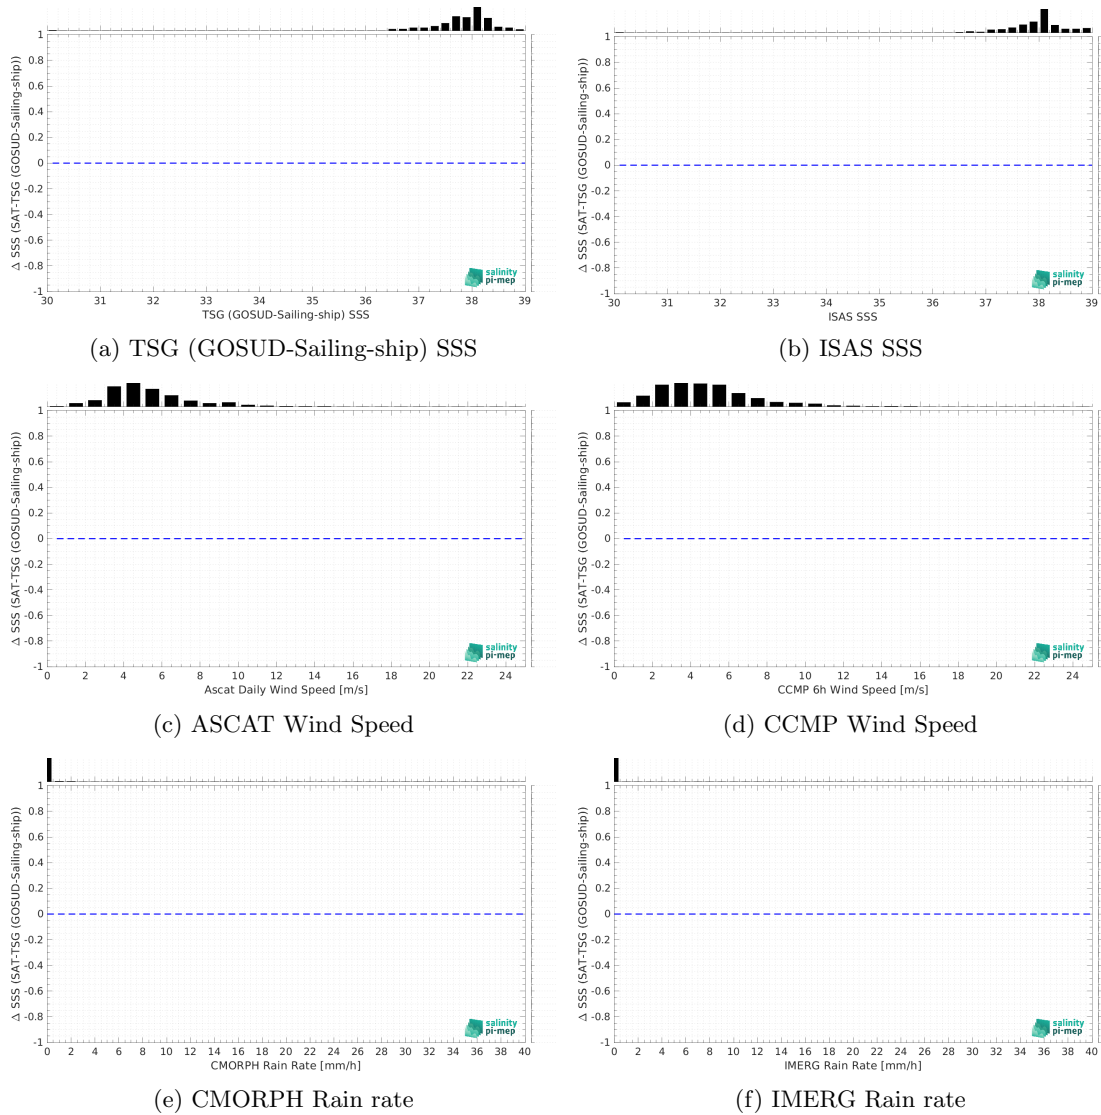 1
0.8
0.6
0.4
0.2
0
-0.2
-0.4
-0.6
-0.8
-1
Δ SSS (SAT-TSG (GOSUD-Sailing-ship))
salinity
pi-mep
30 31 32 33 34 35 36 37 38 39
TSG (GOSUD-Sailing-ship) SSS
(a) TSG (GOSUD-Sailing-ship) SSS
1
0.8
0.6
0.4
0.2
0
-0.2
-0.4
-0.6
-0.8
-1
Δ SSS (SAT-TSG (GOSUD-Sailing-ship))
salinity
pi-mep
30 31 32 33 34 35 36 37 38 39
ISAS SSS
(b) ISAS SSS
1
0.8
0.6
0.4
0.2
0
-0.2
-0.4
-0.6
-0.8
-1
Δ SSS (SAT-TSG (GOSUD-Sailing-ship))
salinity
pi-mep
0 2 4 6 8 10 12 14 16 18 20 22 24
Ascat Daily Wind Speed [m/s]
(c) ASCAT Wind Speed
1
0.8
0.6
0.4
0.2
0
-0.2
-0.4
-0.6
-0.8
-1
Δ SSS (SAT-TSG (GOSUD-Sailing-ship))
salinity
pi-mep
0 2 4 6 8 10 12 14 16 18 20 22 24
CCMP 6h Wind Speed [m/s]
(d) CCMP Wind Speed
1
0.8
0.6
0.4
0.2
0
-0.2
-0.4
-0.6
-0.8
-1
Δ SSS (SAT-TSG (GOSUD-Sailing-ship))
salinity
pi-mep
0 2 4 6 8 10 12 14 16 18 20 22 24 26 28 30 32 34 36 38 40
CMORPH Rain Rate [mm/h]
(e) CMORPH Rain rate
1
0.8
0.6
0.4
0.2
0
-0.2
-0.4
-0.6
-0.8
-1
Δ SSS (SAT-TSG (GOSUD-Sailing-ship))
salinity
pi-mep
0 2 4 6 8 10 12 14 16 18 20 22 24 26 28 30 32 34 36 38 40
IMERG Rain Rate [mm/h]
(f) IMERG Rain rate